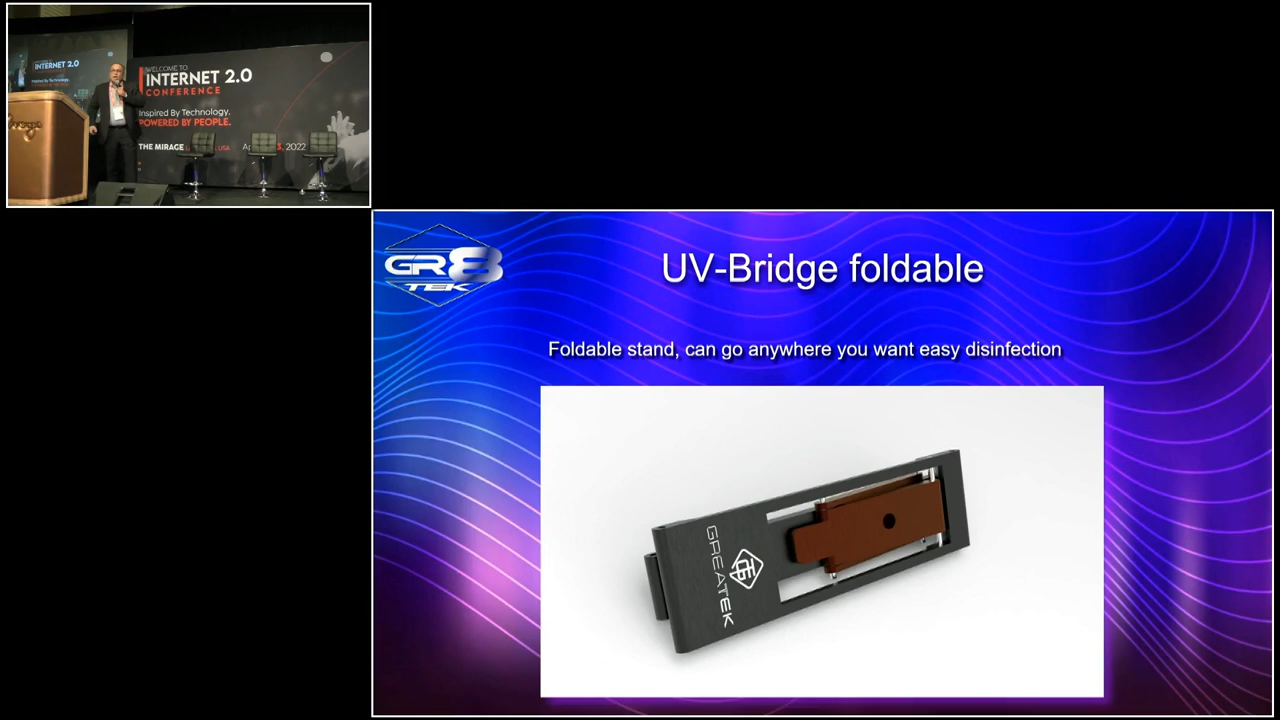 WELCOME TO
INTERNET 2.0
CONFERENCE
Inspired By Technology.
POWERED BY PEOPLE.
THE MIRAGE
USA
2022
INTERNET 2.0
GR8
TEK
UV-Bridge foldable
Foldable stand, can go anywhere you want easy disinfection
GREATEK